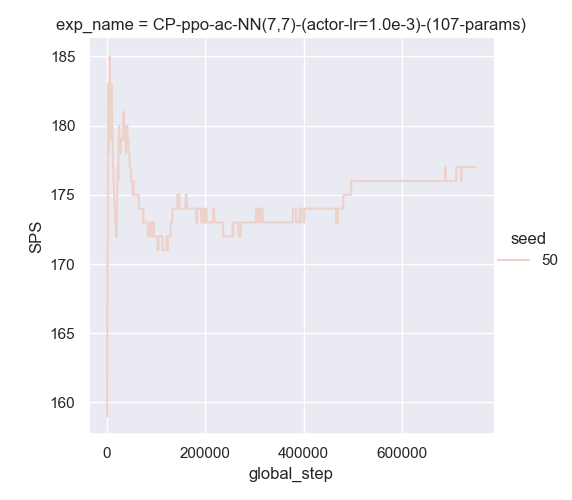 exp_name = CP-ppo-ac-NN(7,7)-(actor-lr=1.0e-3)-(107-params)
185
180
175
170
165
160
SPS
0 200000 400000 600000
global_step
seed
50